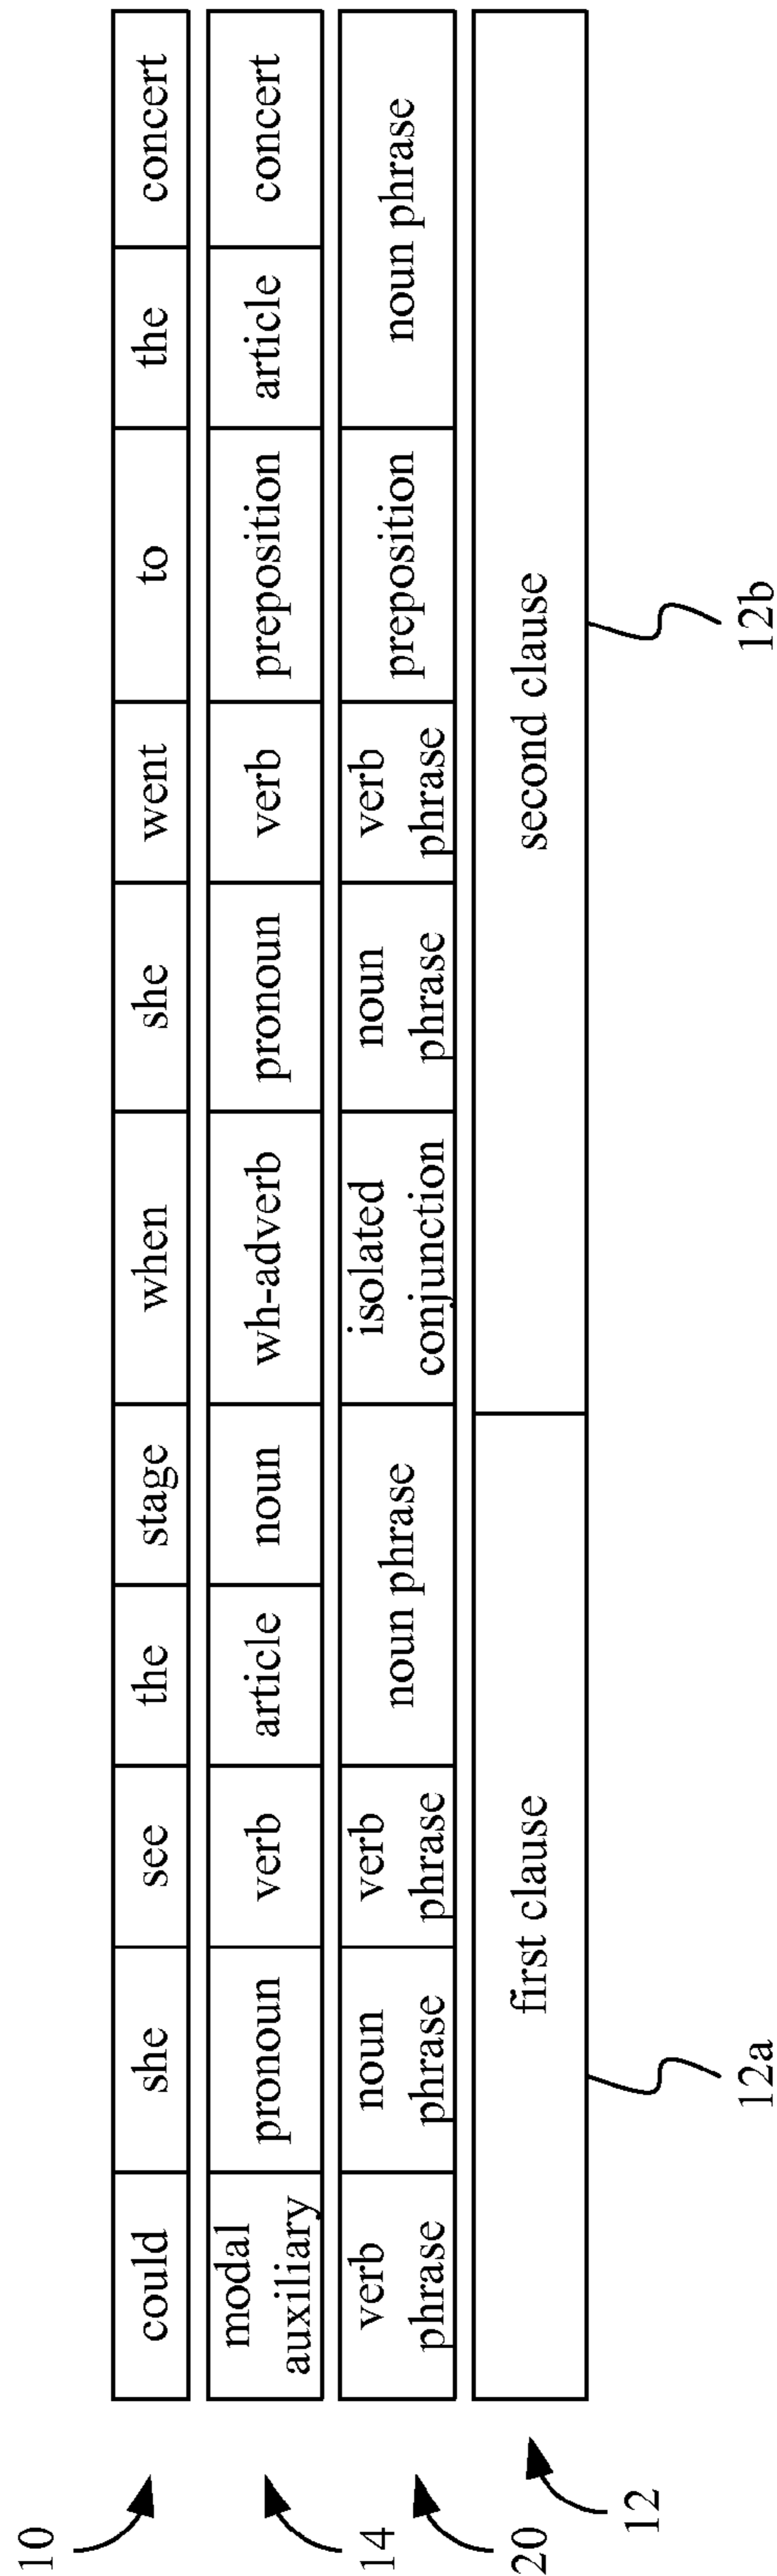 10 could she see the stage when she went to the concert
14 modal auxiliary pronoun verb article noun wh-adverb pronoun verb preposition article concert
20 verb phrase noun phrase verb phrase noun phrase isolated conjunction noun phrase verb phrase preposition noun phrase
12 first clause second clause
12a 12b